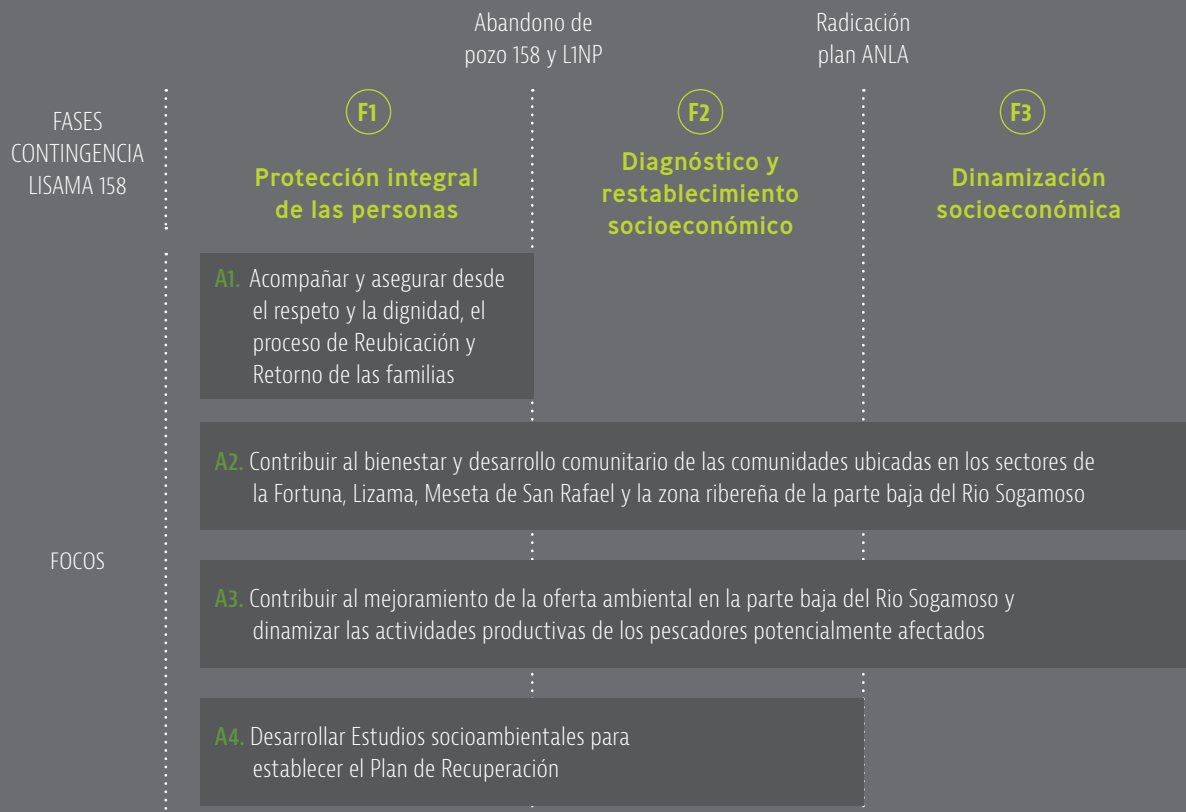 Abandono de
pozo 158 y L1NP
Radicación
plan ANLA
FASES
CONTINGENCIA
LISAMA 158
F1
Protección integral
de las personas
F2
Diagnóstico y
restablecimiento
socioeconómico
F3
Dinamización
socioeconómica
FOCOS
A1. Acompañar y asegurar desde
el respeto y la dignidad, el
proceso de Reubicación y
Retorno de las familias
A2. Contribuir al bienestar y desarrollo comunitario de las comunidades ubicadas en los sectores de
la Fortuna, Lizama, Meseta de San Rafael y la zona ribereña de la parte baja del Rio Sogamoso
A3. Contribuir al mejoramiento de la oferta ambiental en la parte baja del Rio Sogamoso y
dinamizar las actividades productivas de los pescadores potencialmente afectados
A4. Desarrollar Estudios socioambientales para
establecer el Plan de Recuperación